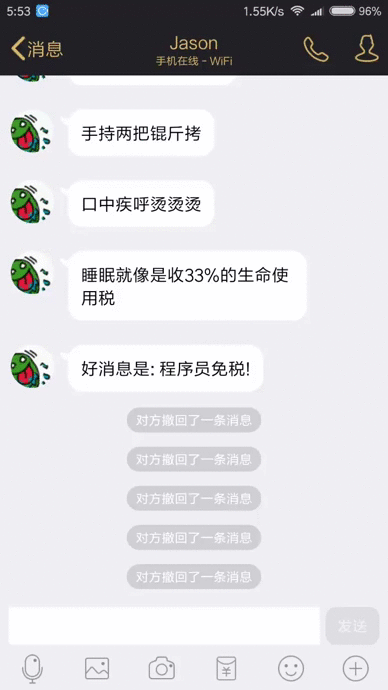 5:53
1.55K/s
96%
消息
Jason
手机在线 - WiFi
手持两把锟斤拷
口中疾呼烫烫烫
睡眠就像是收33%的生命使
用税
好消息是: 程序员免税!
对方撤回了一条消息
对方撤回了一条消息
对方撤回了一条消息
对方撤回了一条消息
对方撤回了一条消息
发送